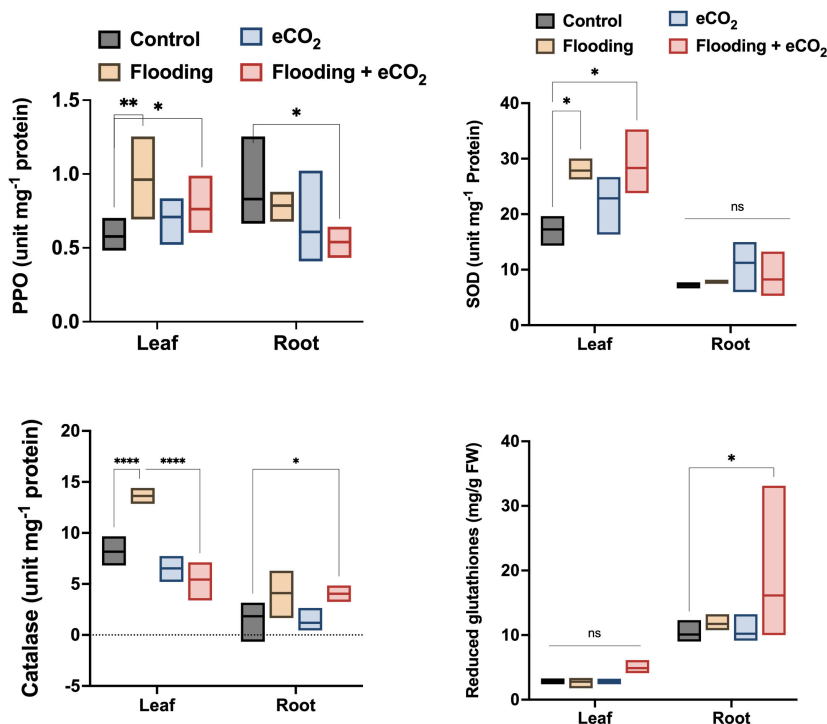 Control
eCO₂
Flooding
Flooding + eCO₂
PPO (unit mg⁻¹ protein)
1.5
1.0
0.5
0.0
**
*
*
Leaf
Root
Control
eCO₂
Flooding
Flooding + eCO₂
SOD (unit mg⁻¹ Protein)
40
30
20
10
0
*
*
ns
Leaf
Root
Catalase (unit mg⁻¹ protein)
20
15
10
5
0
-5
****
****
*
Leaf
Root
Reduced glutathiones (mg/g FW)
40
30
20
10
0
ns
*
Leaf
Root